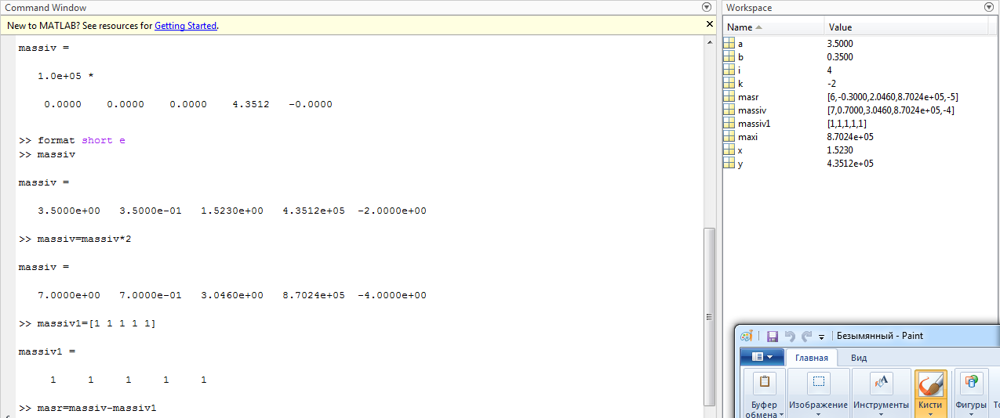 Command Window
New to MATLAB? See resources for Getting Started.
massiv =
1.0e+05 *
0.0000 0.0000 0.0000 4.3512 -0.0000
>> format short e
>> massiv
massiv =
3.5000e+00 3.5000e-01 1.5230e+00 4.3512e+05 -2.0000e+00
>> massiv=massiv*2
massiv =
7.0000e+00 7.0000e-01 3.0460e+00 8.7024e+05 -4.0000e+00
>> massiv1=[1 1 1 1 1]
massiv1 =
1 1 1 1 1
>> masr=massiv-massiv1
Workspace
Name Value
a 3.5000
b 0.3500
i 4
k -2
masr [6,-0.3000,2.0460,8.7024e+05,-5]
massiv [7,0.7000,3.0460,8.7024e+05,-4]
massiv1 [1,1,1,1,1]
maxi 8.7024e+05
x 1.5230
y 4.3512e+05
Безымянный - Paint
Главная Вид
Буфер обмена
Изображение
Инструменты
Кисти
Фигуры